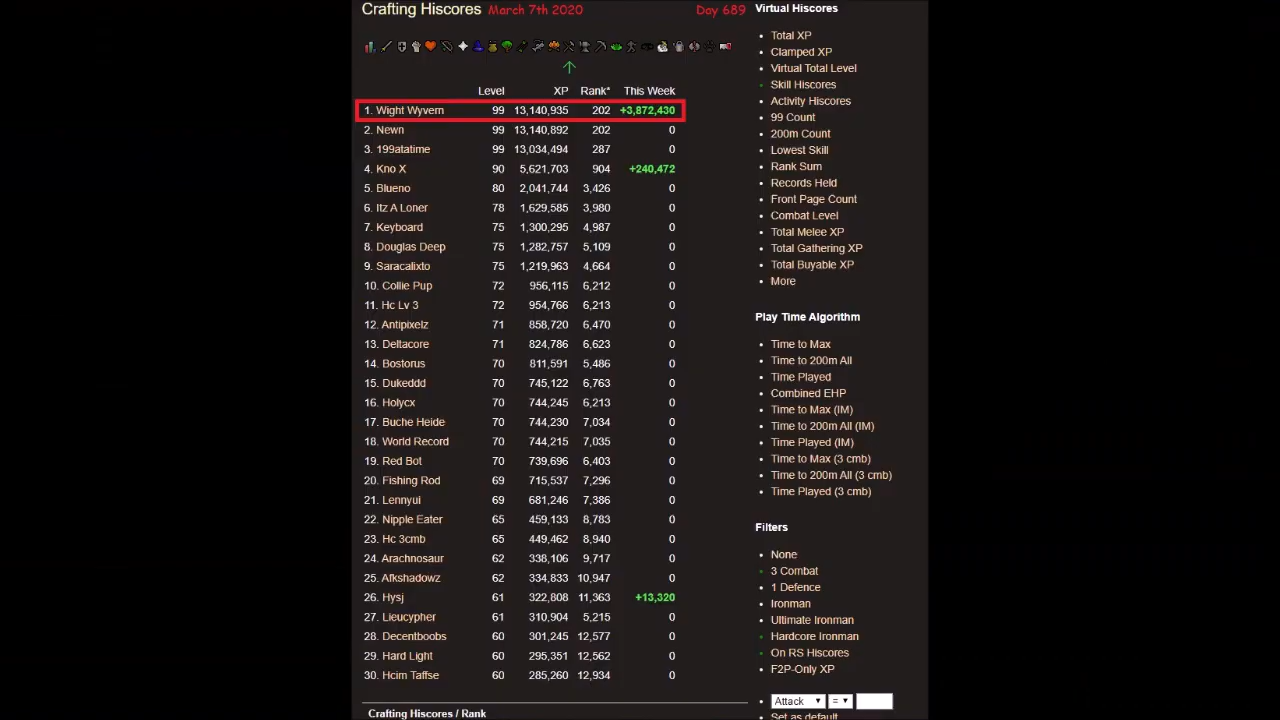 Crafting Hiscores March 7th 2020 Day 689
Level XP Rank* This Week
1. Wight Wyvern 99 13,140,935 202 +3,872,430
2. Newn 99 13,140,892 202 0
3. 199atatime 99 13,034,494 287 0
4. Kno X 90 5,621,703 904 +240,472
5. Blueno 80 2,041,744 3,426 0
6. Itz A Loner 78 1,629,585 3,980 0
7. Keyboard 75 1,300,295 4,987 0
8. Douglas Deep 75 1,282,757 5,109 0
9. Saracalixto 75 1,219,963 4,664 0
10. Collie Pup 72 956,115 6,212 0
11. Hc Lv 3 72 954,766 6,213 0
12. Antipixelz 71 858,720 6,470 0
13. Deltacore 71 824,786 6,623 0
14. Bostorus 70 811,591 5,486 0
15. Dukeddd 70 745,122 6,763 0
16. Holycx 70 744,245 6,213 0
17. Buche Heide 70 744,230 7,034 0
18. World Record 70 744,215 7,035 0
19. Red Bot 70 739,696 6,403 0
20. Fishing Rod 69 715,537 7,296 0
21. Lennyui 69 681,246 7,386 0
22. Nipple Eater 65 459,133 8,783 0
23. Hc 3cmb 65 449,462 8,940 0
24. Arachnosaur 62 338,106 9,717 0
25. Afkshadowz 62 334,833 10,947 0
26. Hysj 61 322,808 11,363 +13,320
27. Lieucypher 61 310,904 5,215 0
28. Decentboobs 60 301,245 12,577 0
29. Hard Light 60 295,351 12,562 0
30. Hcim Taffse 60 285,260 12,934 0
Crafting Hiscores / Rank
Virtual Hiscores
Total XP
Clamped XP
Virtual Total Level
Skill Hiscores
Activity Hiscores
99 Count
200m Count
Lowest Skill
Rank Sum
Records Held
Front Page Count
Combat Level
Total Melee XP
Total Gathering XP
Total Buyable XP
More
Play Time Algorithm
Time to Max
Time to 200m All
Time Played
Combined EHP
Time to Max (IM)
Time to 200m All (IM)
Time Played (IM)
Time to Max (3 cmb)
Time to 200m All (3 cmb)
Time Played (3 cmb)
Filters
None
3 Combat
1 Defence
Ironman
Ultimate Ironman
Hardcore Ironman
On RS Hiscores
F2P-Only XP
Attack =
Set as default